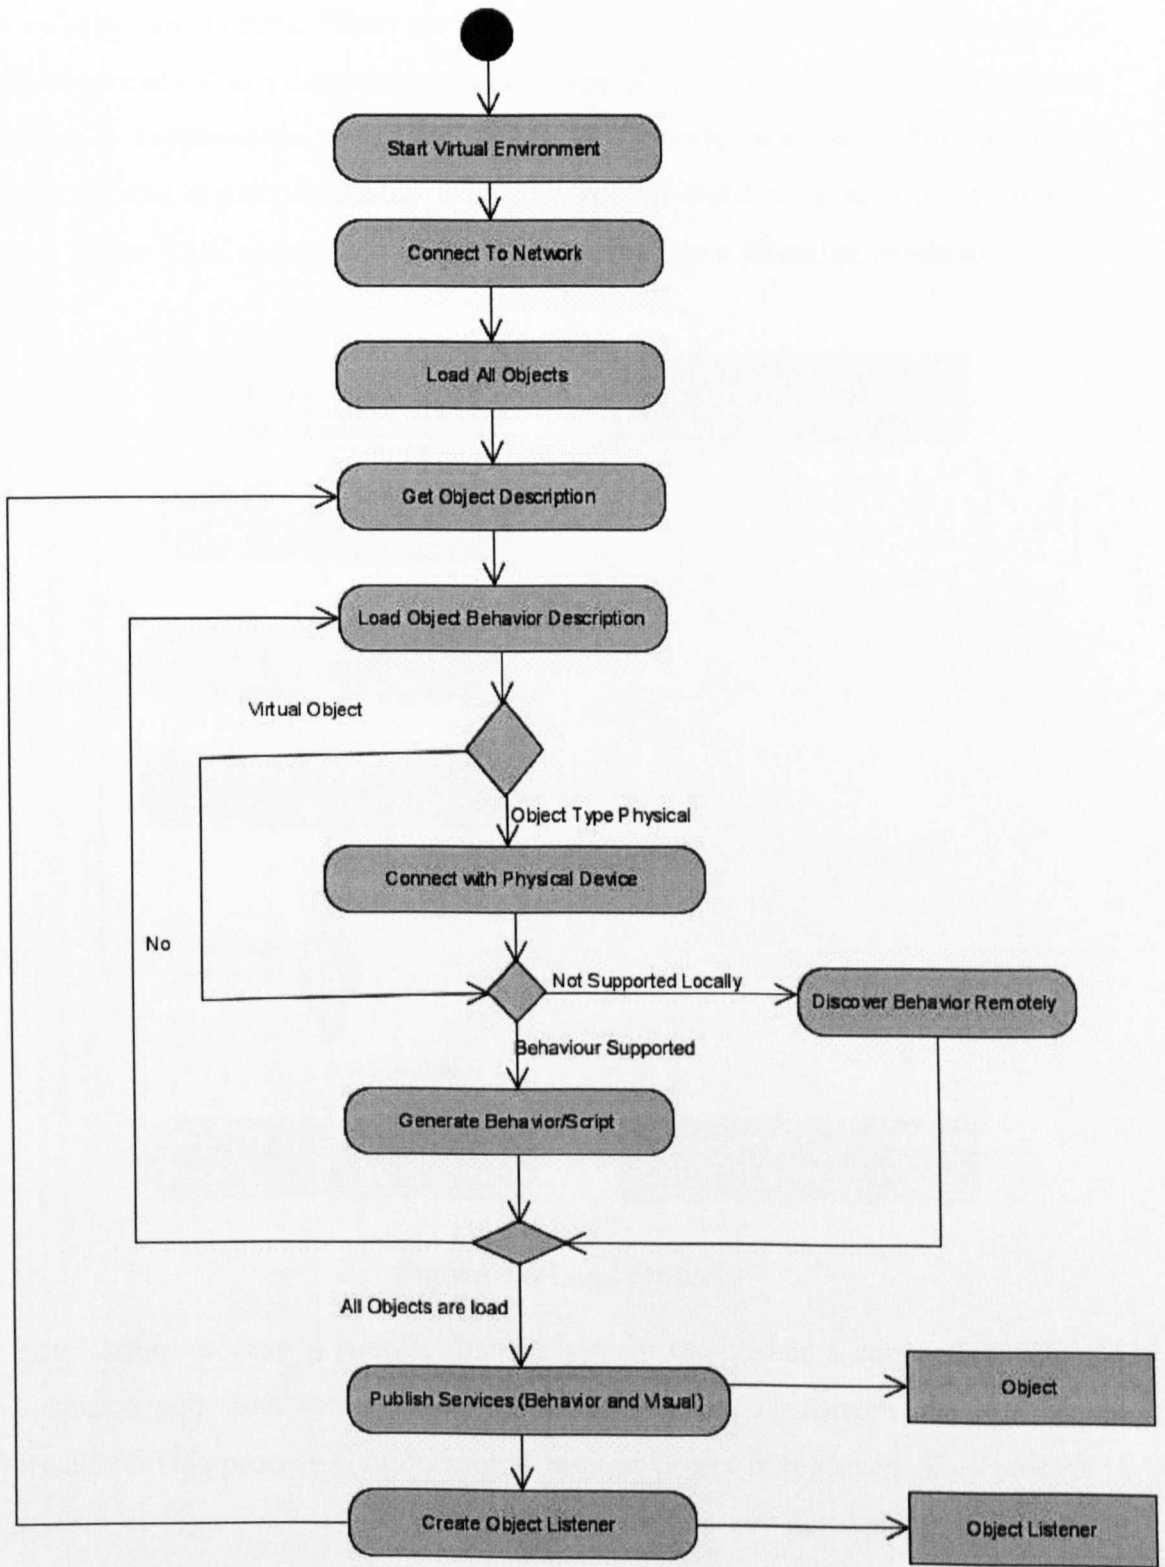 Start Virtual Environment
Connect To Network
Load All Objects
Get Object Description
Load Object Behavior Description
Virtual Object
Object Type Physical
Connect with Physical Device
No
Not Supported Locally
Discover Behavior Remotely
Behaviour Supported
Generate Behavior/Script
All Objects are load
Publish Services (Behavior and Visual)
Object
Create Object Listener
Object Listener